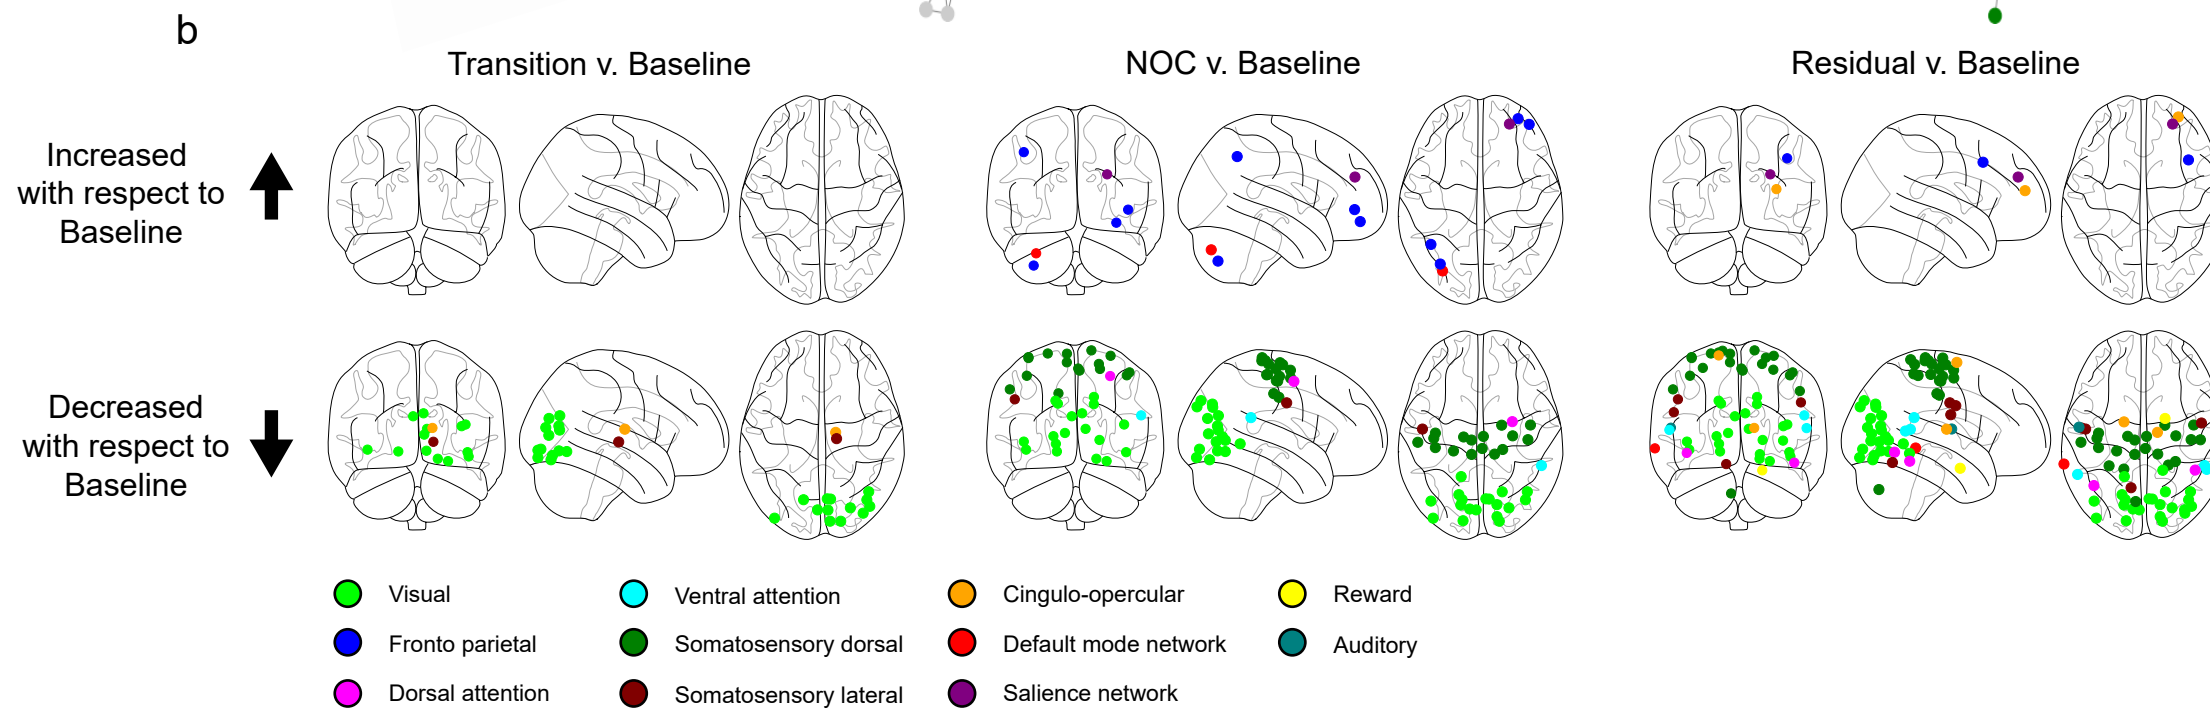 b
Transition v. Baseline
NOC v. Baseline
Residual v. Baseline
Increased
with respect to
Baseline
Decreased
with respect to
Baseline
Visual
Ventral attention
Cingulo-opercular
Reward
Fronto parietal
Somatosensory dorsal
Default mode network
Auditory
Dorsal attention
Somatosensory lateral
Salience network